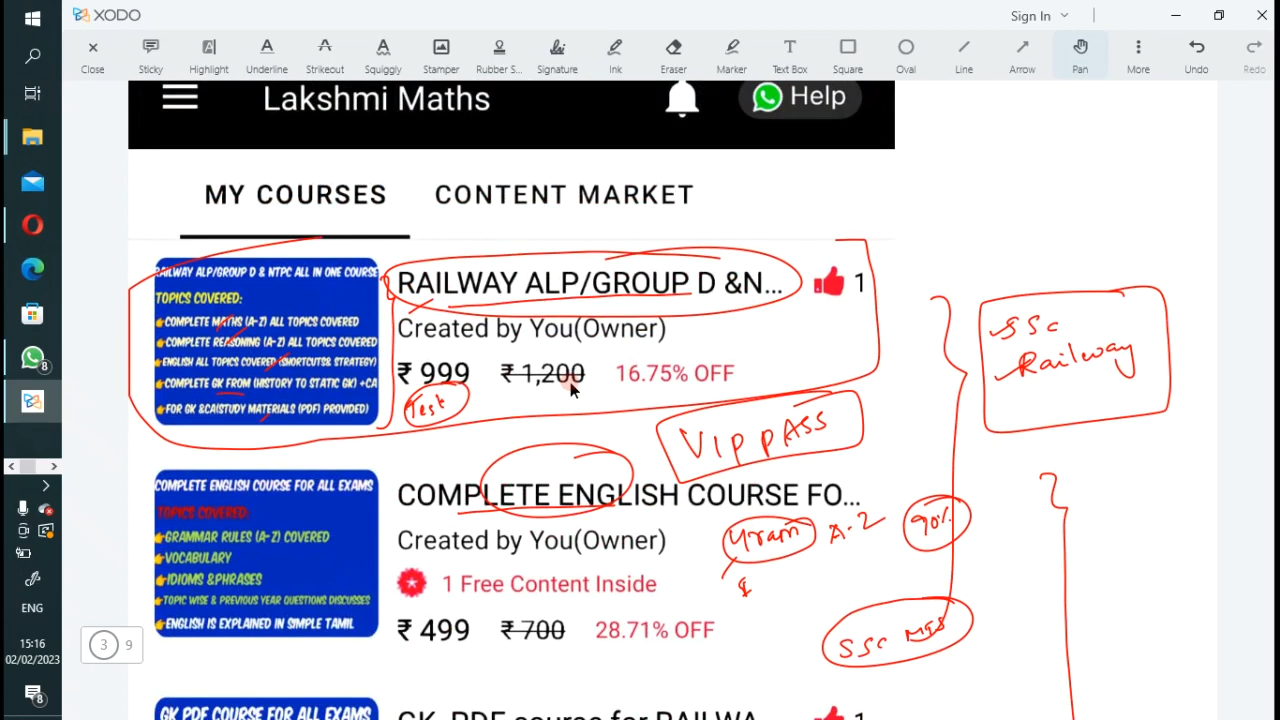 XODO
Sign In
Close
Sticky
Highlight
Underline
Strikeout
Squiggly
Stamper
Rubber S...
Signature
Ink
Eraser
Marker
Text Box
Square
Oval
Line
Arrow
Pan
More
Undo
Redo
Lakshmi Maths
Help
MY COURSES
CONTENT MARKET
RAILWAY ALP/GROUP D & NTPC ALL IN ONE COURSE
TOPICS COVERED:
COMPLETE MATHS (A-Z) ALL TOPICS COVERED
COMPLETE REASONING (A-Z) ALL TOPICS COVERED
ENGLISH ALL TOPICS COVERED (SHORTCUTS& STRATEGY)
COMPLETE GK FROM (HISTORY TO STATIC GK) +CA
FOR GK &CA(STUDY MATERIALS (PDF) PROVIDED)
RAILWAY ALP/GROUP D &N...
1
Created by You(Owner)
₹ 999 ₹ 1,200 16.75% OFF
Test
SSC
Railway
VIP PASS
COMPLETE ENGLISH COURSE FOR ALL EXAMS
TOPICS COVERED:
GRAMMAR RULES (A-Z) COVERED
VOCABULARY
IDIOMS &PHRASES
TOPIC WISE & PREVIOUS YEAR QUESTIONS DISCUSSES
ENGLISH IS EXPLAINED IN SIMPLE TAMIL
COMPLETE ENGLISH COURSE FO...
Created by You(Owner)
1 Free Content Inside
₹ 499 ₹ 700 28.71% OFF
A-Z
90%
SSC MTS
GK PDF COURSE FOR ALL EXAMS
GK PDF course for RAILWA...
1
3 9
8
ENG
15:16
02/02/2023
8